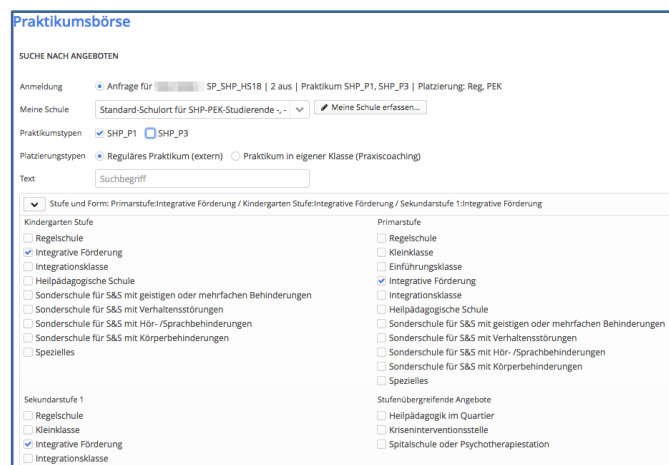 Praktikumsbörse
SUCHE NACH ANGEBOTEN
Anmeldung Anfrage für SP_SHP_HS18 | 2 aus | Praktikum SHP_P1, SHP_P3 | Platzierung: Reg, PEK
Meine Schule Standard-Schulort für SHP-PEK-Studierende -, - Meine Schule erfassen...
Praktikumstypen SHP_P1 SHP_P3
Platzierungstypen Reguläres Praktikum (extern) Praktikum in eigener Klasse (Praxiscoaching)
Text Suchbegriff
Stufe und Form: Primarstufe:Integrative Förderung / Kindergarten Stufe:Integrative Förderung / Sekundarstufe 1:Integrative Förderung
Kindergarten Stufe
Regelschule
Integrative Förderung
Integrationsklasse
Heilpädagogische Schule
Sonderschule für S&S mit geistigen oder mehrfachen Behinderungen
Sonderschule für S&S mit Verhaltensstörungen
Sonderschule für S&S mit Hör- /Sprachbehinderungen
Sonderschule für S&S mit Körperbehinderungen
Spezielles
Primarstufe
Regelschule
Kleinklasse
Einführungsklasse
Integrative Förderung
Integrationsklasse
Heilpädagogische Schule
Sonderschule für S&S mit geistigen oder mehrfachen Behinderungen
Sonderschule für S&S mit Verhaltensstörungen
Sonderschule für S&S mit Hör- /Sprachbehinderungen
Sonderschule für S&S mit Körperbehinderungen
Spezielles
Sekundarstufe 1
Regelschule
Kleinklasse
Integrative Förderung
Integrationsklasse
Stufenübergreifende Angebote
Heilpädagogik im Quartier
Kriseninterventionsstelle
Spitalschule oder Psychotherapiestation